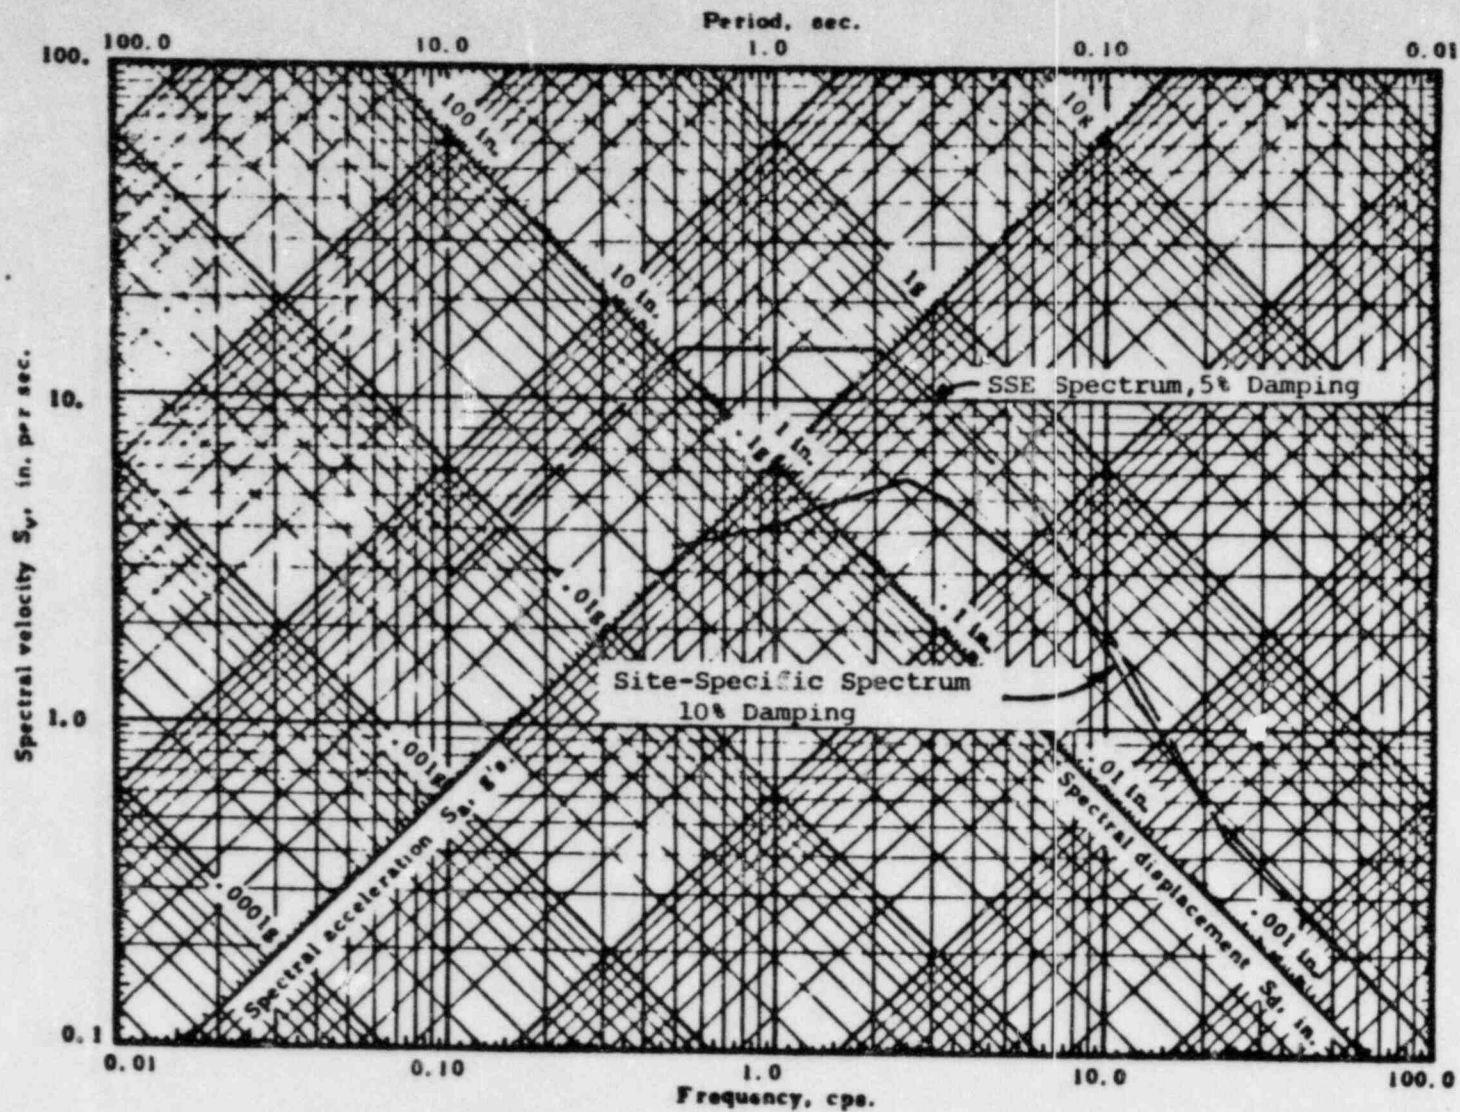 Period, sec.
100.0 10.0 1.0 0.10 0.01
100.
10.
1.0
0.1
Spectral velocity Sv, in. per sec.
100 in.
10g
10 in.
1g
SSE Spectrum, 5% Damping
.1g
1 in.
.01g
.1 in.
Site-Specific Spectrum
10% Damping
.001g
.01 in.
.0001g
Spectral acceleration Sa, g's.
Spectral displacement Sd, in.
.001 in.
0.01 0.10 1.0 10.0 100.0
Frequency, cps.